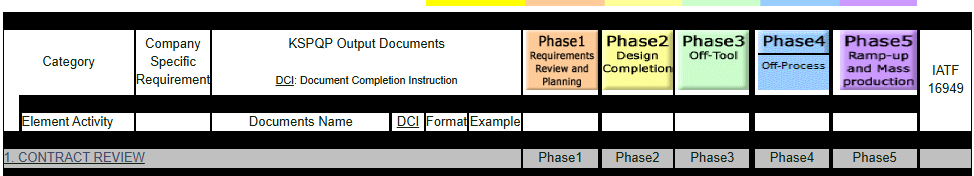 Category
Company
Specific
Requirement
KSPQP Output Documents
DCI: Document Completion Instruction
Phase1
Requirements
Review and
Planning
Phase2
Design
Completion
Phase3
Off-Tool
Phase4
Off-Process
Phase5
Ramp-up
and Mass
production
IATF
16949
Element Activity
Documents Name
DCI
Format
Example
1. CONTRACT REVIEW
Phase1
Phase2
Phase3
Phase4
Phase5